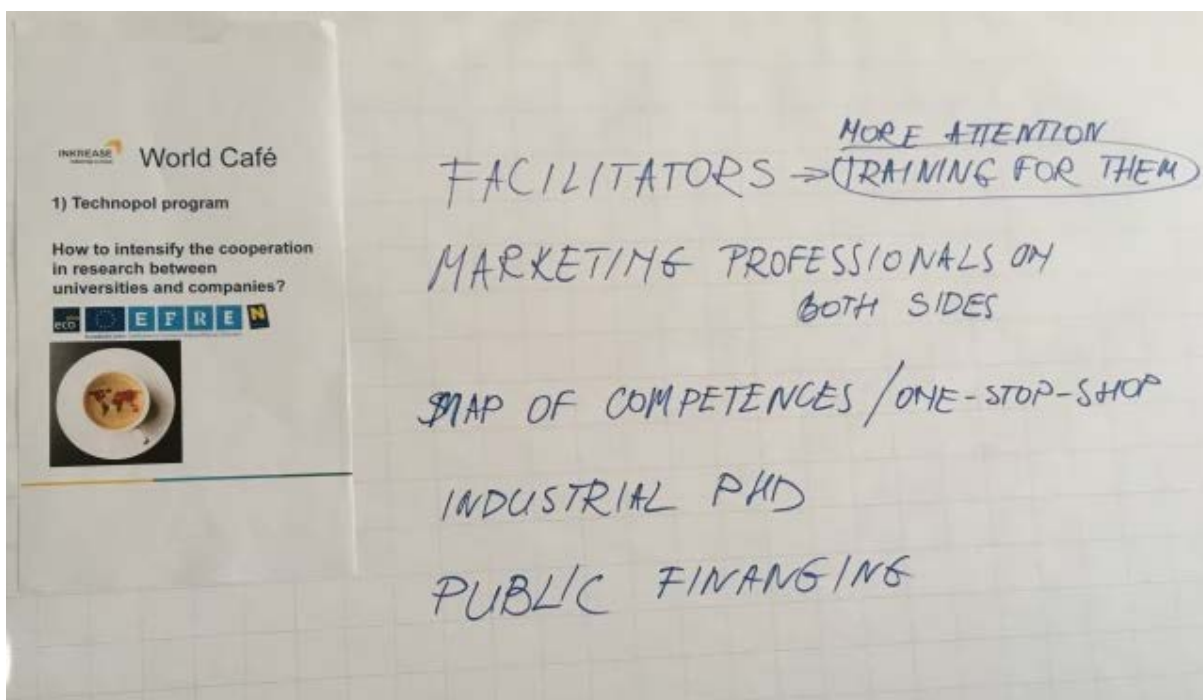 INKREASE
World Café
1) Technopol program
How to intensify the cooperation
in research between
universities and companies?
eco
E F R E N
MORE ATTENTION
FACILITATORS → TRAINING FOR THEM
MARKETING PROFESSIONALS ON
BOTH SIDES
MAP OF COMPETENCES / ONE-STOP-SHOP
INDUSTRIAL PHD
PUBLIC FINANCING